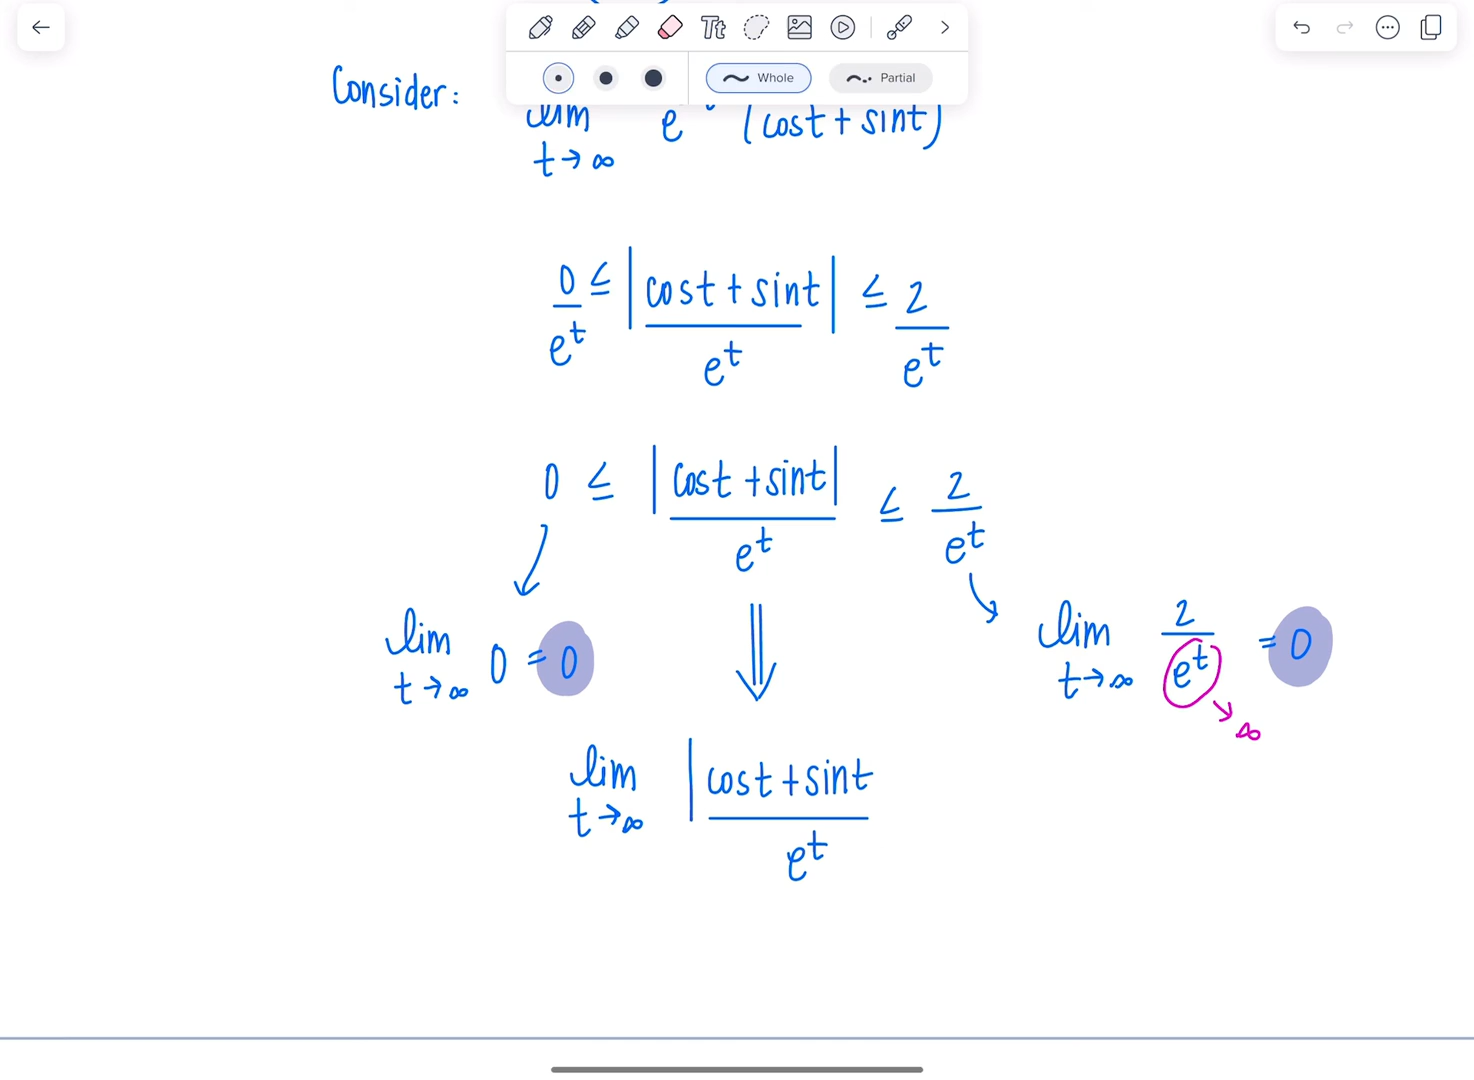 Whole Partial
Consider: lim t→∞ e (cost + sint)
0/e^t ≤ |cost + sint|/e^t ≤ 2/e^t
0 ≤ |cost + sint|/e^t ≤ 2/e^t
lim t→∞ 0 = 0
lim t→∞ 2/e^t = 0
→ ∞
lim t→∞ |cost + sint/e^t